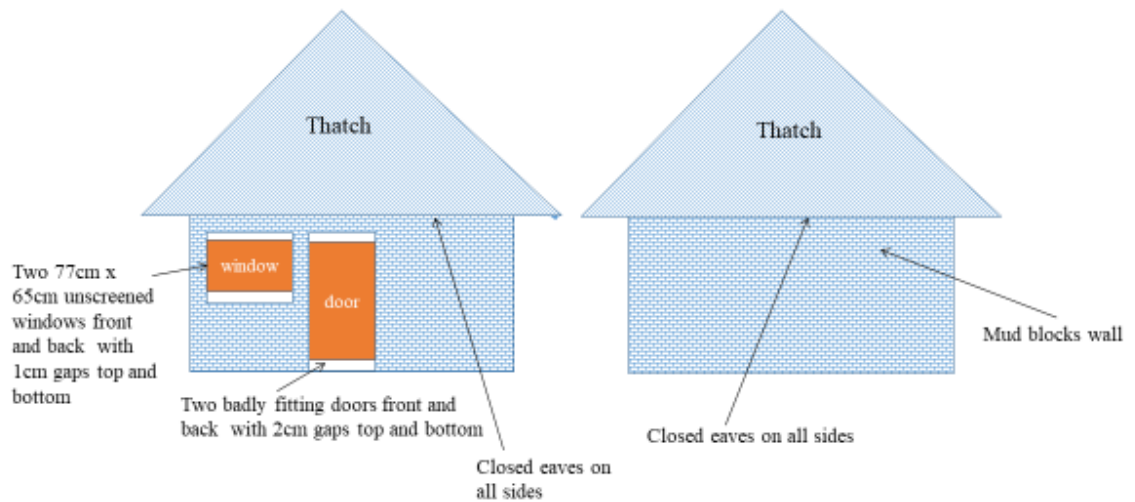 Thatch
Thatch
window
door
Two 77cm x
65cm unscreened
windows front
and back with
1cm gaps top and
bottom
Two badly fitting doors front and
back with 2cm gaps top and bottom
Closed eaves on
all sides
Mud blocks wall
Closed eaves on all sides